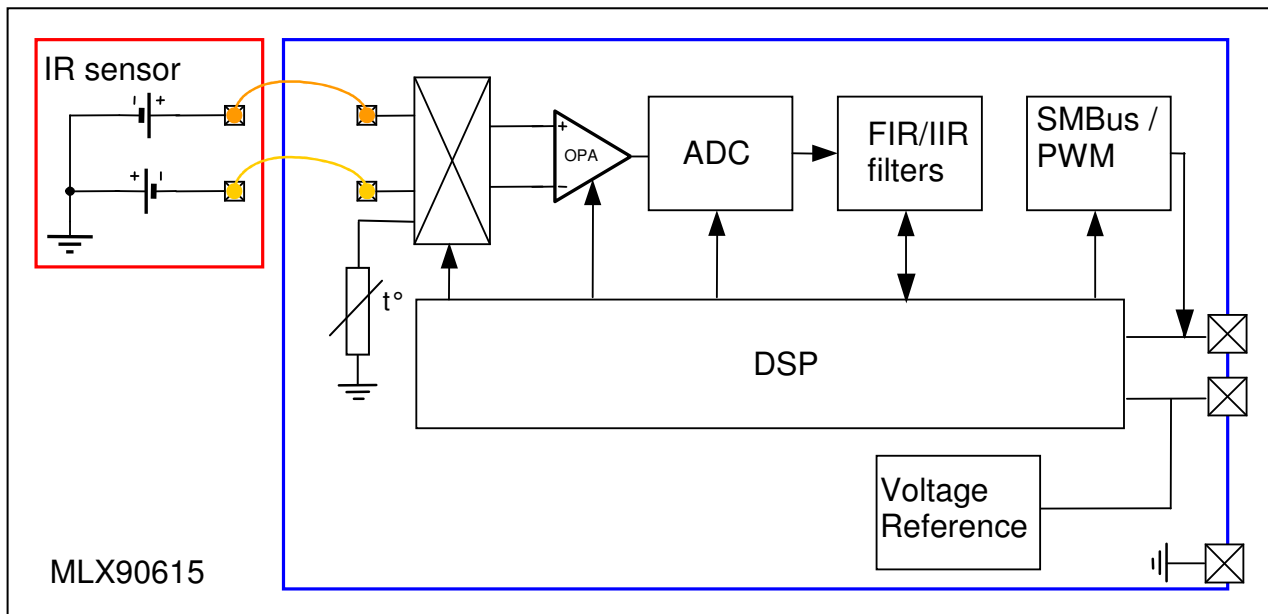 IR sensor
SMBus /
PWM
FIR/IIR
filters
ADC
OPA
+
−
+
+
t°
DSP
Voltage
Reference
MLX90615